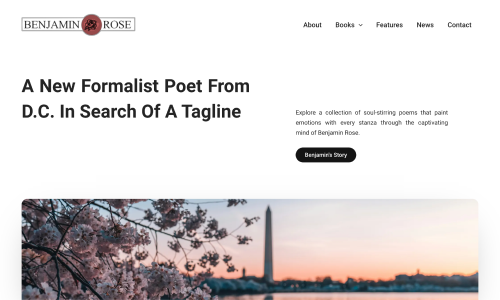 BENJAMIN ROSE
About Books Features News Contact
A New Formalist Poet From
D.C. In Search Of A Tagline
Explore a collection of soul-stirring poems that paint
emotions with every stanza through the captivating
mind of Benjamin Rose.
Benjamin's Story